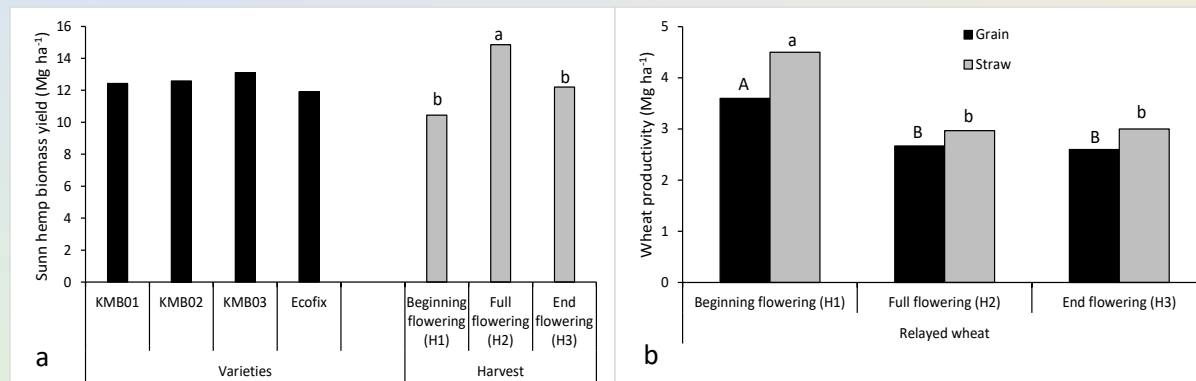 16
14
12
10
8
6
4
2
0
Sunn hemp biomass yield (Mg ha⁻¹)
b
a
b
KMB01 KMB02 KMB03 Ecofix
Beginning flowering (H1)
Full flowering (H2)
End flowering (H3)
Varieties Harvest
a
5
4
3
2
1
0
Wheat productivity (Mg ha⁻¹)
Grain
Straw
A a
B b
B b
Beginning flowering (H1) Full flowering (H2) End flowering (H3)
Relayed wheat
b